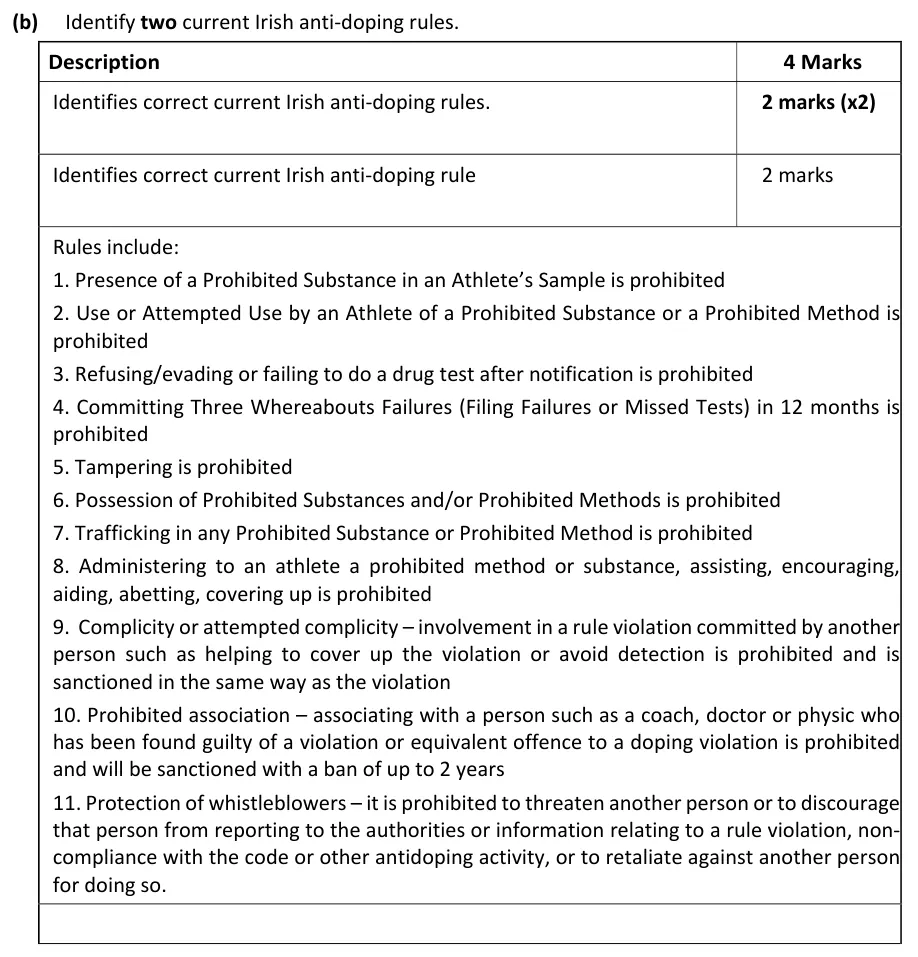 (b) Identify two current Irish anti-doping rules.
Description 4 Marks
Identifies correct current Irish anti-doping rules. 2 marks (x2)
Identifies correct current Irish anti-doping rule 2 marks
Rules include:
1. Presence of a Prohibited Substance in an Athlete’s Sample is prohibited
2. Use or Attempted Use by an Athlete of a Prohibited Substance or a Prohibited Method is
prohibited
3. Refusing/evading or failing to do a drug test after notification is prohibited
4. Committing Three Whereabouts Failures (Filing Failures or Missed Tests) in 12 months is
prohibited
5. Tampering is prohibited
6. Possession of Prohibited Substances and/or Prohibited Methods is prohibited
7. Trafficking in any Prohibited Substance or Prohibited Method is prohibited
8. Administering to an athlete a prohibited method or substance, assisting, encouraging,
aiding, abetting, covering up is prohibited
9. Complicity or attempted complicity – involvement in a rule violation committed by another
person such as helping to cover up the violation or avoid detection is prohibited and is
sanctioned in the same way as the violation
10. Prohibited association – associating with a person such as a coach, doctor or physic who
has been found guilty of a violation or equivalent offence to a doping violation is prohibited
and will be sanctioned with a ban of up to 2 years
11. Protection of whistleblowers – it is prohibited to threaten another person or to discourage
that person from reporting to the authorities or information relating to a rule violation, non-
compliance with the code or other antidoping activity, or to retaliate against another person
for doing so.